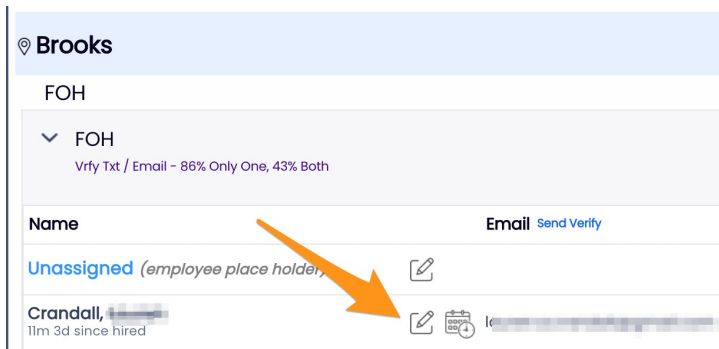 Brooks
FOH
FOH
Vrfy Txt / Email - 86% Only One, 43% Both
Name Email Send Verify
Unassigned (employee place holder)
Crandall,
11m 3d since hired